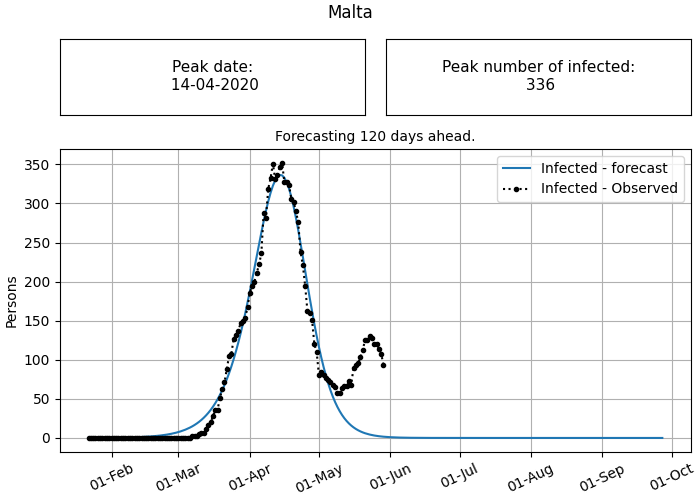 Malta
Peak date:
14-04-2020
Peak number of infected:
336
Forecasting 120 days ahead.
Infected - forecast
Infected - Observed
Persons
350
300
250
200
150
100
50
0
01-Feb
01-Mar
01-Apr
01-May
01-Jun
01-Jul
01-Aug
01-Sep
01-Oct